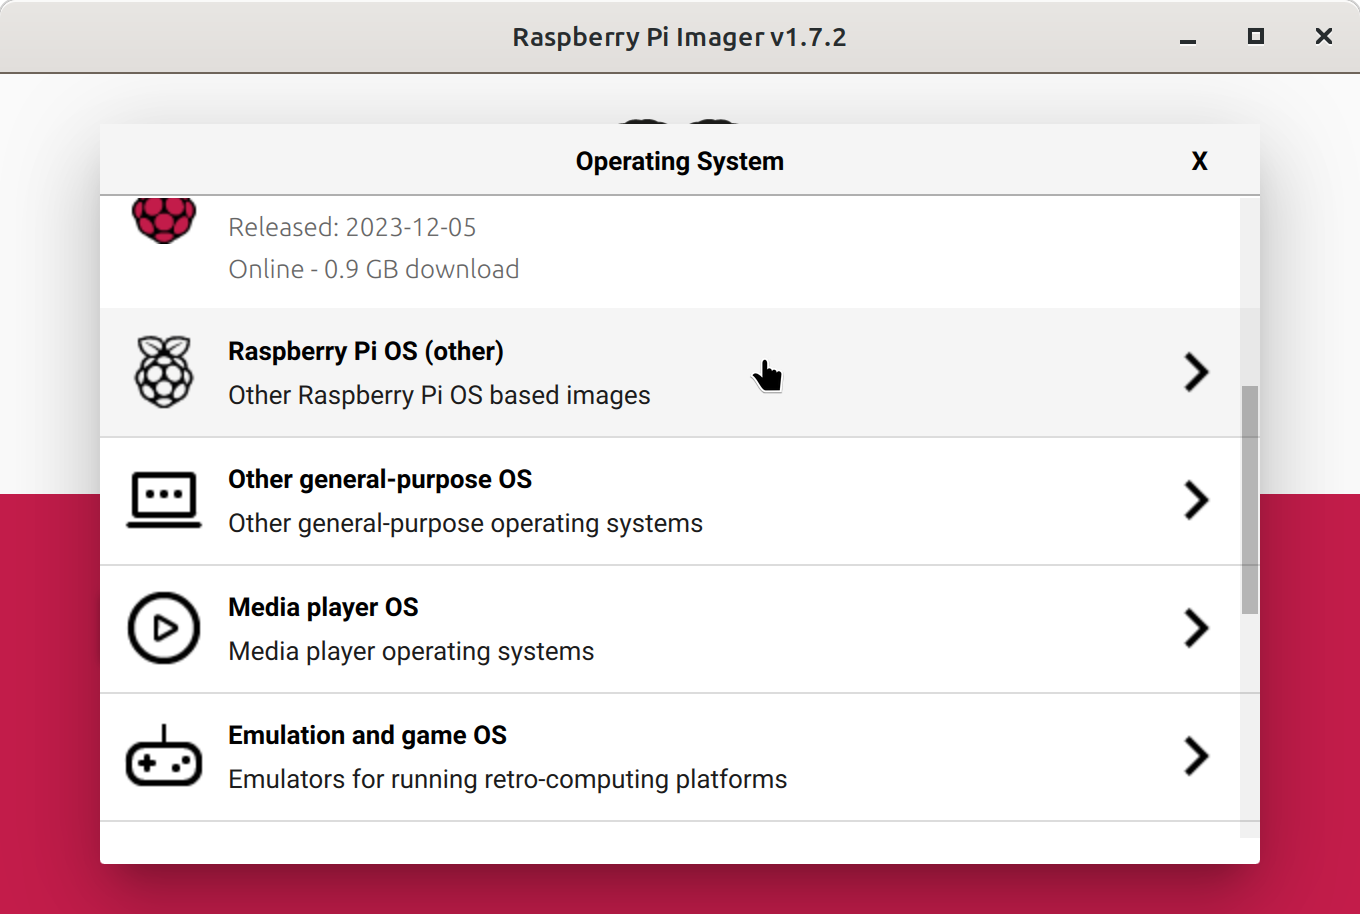 Raspberry Pi Imager v1.7.2
Operating System
X
Released: 2023-12-05
Online - 0.9 GB download
Raspberry Pi OS (other)
Other Raspberry Pi OS based images
Other general-purpose OS
Other general-purpose operating systems
Media player OS
Media player operating systems
Emulation and game OS
Emulators for running retro-computing platforms